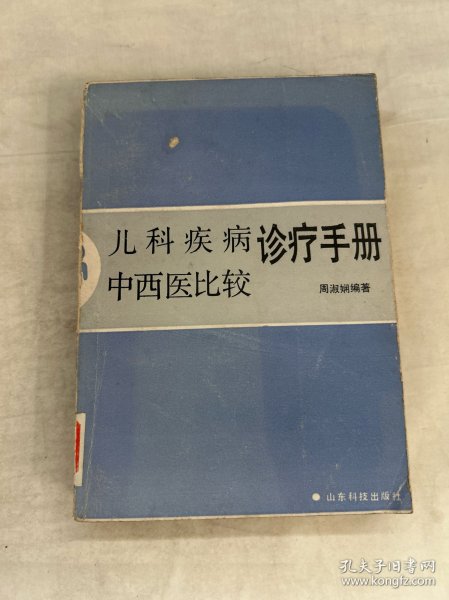 儿科疾病诊疗手册
中西医比较
周淑娴编著
山东科技出版社
孔夫子旧书网
www.kongfz.com